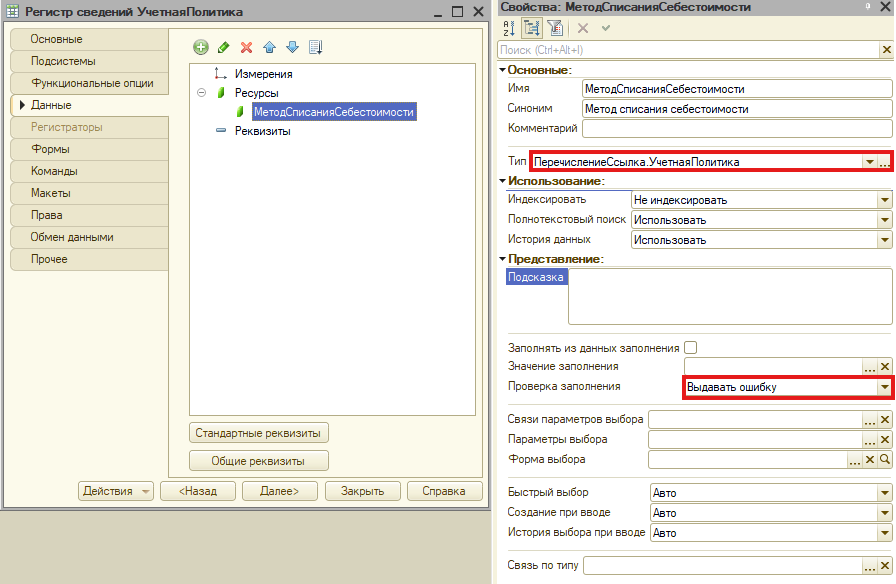 Регистр сведений УчетнаяПолитика
Основные
Подсистемы
Функциональные опции
Данные
Регистраторы
Формы
Команды
Макеты
Права
Обмен данными
Прочее
Измерения
Ресурсы
МетодСписанияСебестоимости
Реквизиты
Стандартные реквизиты
Общие реквизиты
Действия
<Назад
Далее>
Закрыть
Справка
Свойства: МетодСписанияСебестоимости
Поиск (Ctrl+Alt+I)
Основные:
Имя МетодСписанияСебестоимости
Синоним Метод списания себестоимости
Комментарий
Тип ПеречислениеСсылка.УчетнаяПолитика
Использование:
Индексировать Не индексировать
Полнотекстовый поиск Использовать
История данных Использовать
Представление:
Подсказка
Заполнять из данных заполнения
Значение заполнения
Проверка заполнения Выдавать ошибку
Связи параметров выбора
Параметры выбора
Форма выбора
Быстрый выбор Авто
Создание при вводе Авто
История выбора при вводе Авто
Связь по типу